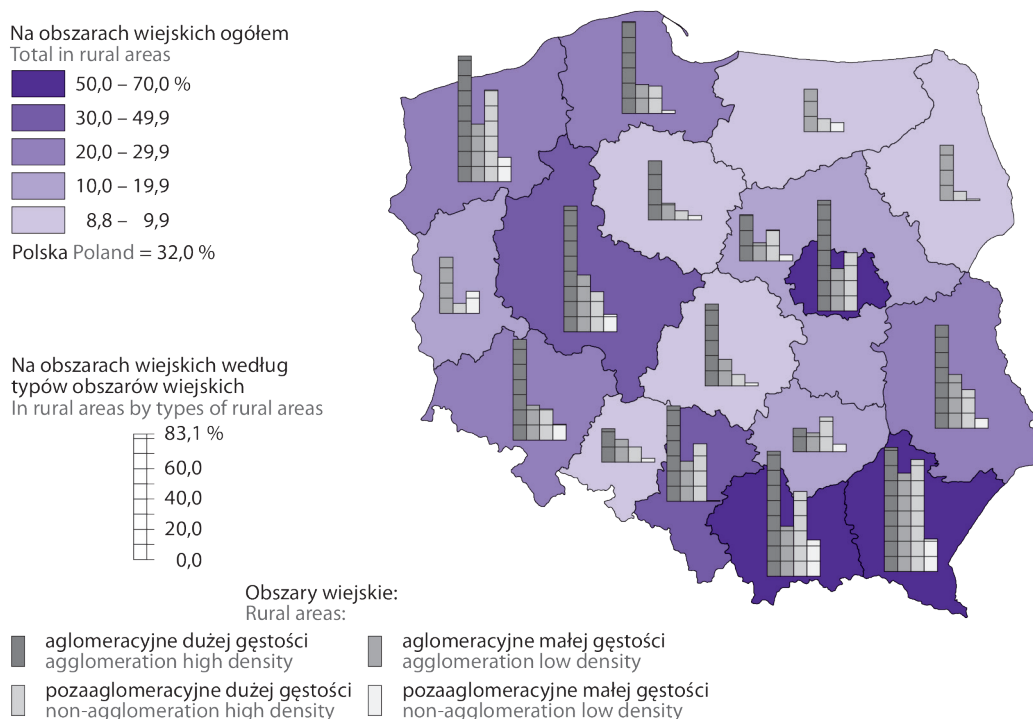 Na obszarach wiejskich ogółem
Total in rural areas
50,0 – 70,0 %
30,0 – 49,9
20,0 – 29,9
10,0 – 19,9
8,8 – 9,9
Polska Poland = 32,0 %
Na obszarach wiejskich według
typów obszarów wiejskich
In rural areas by types of rural areas
83,1 %
60,0
40,0
20,0
0,0
Obszary wiejskie:
Rural areas:
aglomeracyjne dużej gęstości
agglomeration high density
aglomeracyjne małej gęstości
agglomeration low density
pozaaglomeracyjne dużej gęstości
non-agglomeration high density
pozaaglomeracyjne małej gęstości
non-agglomeration low density